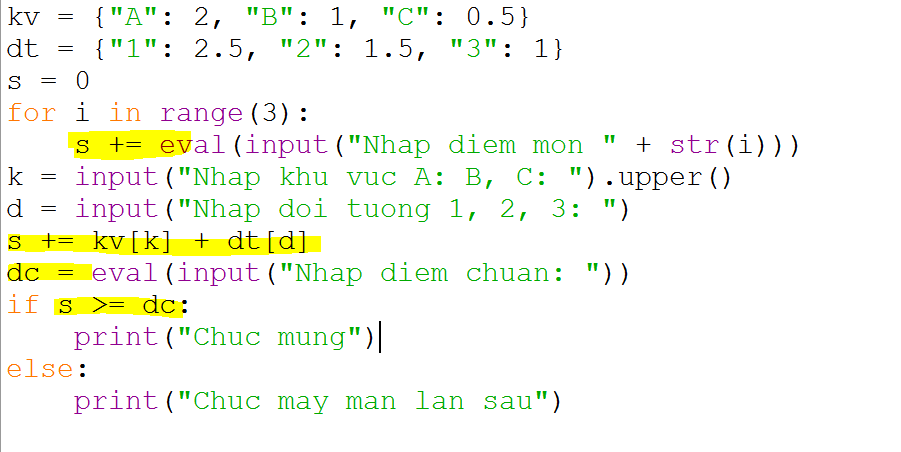 kv = {"A": 2, "B": 1, "C": 0.5}
dt = {"1": 2.5, "2": 1.5, "3": 1}
s = 0
for i in range(3):
    s += eval(input("Nhap diem mon " + str(i)))
k = input("Nhap khu vuc A: B, C: ").upper()
d = input("Nhap doi tuong 1, 2, 3: ")
s += kv[k] + dt[d]
dc = eval(input("Nhap diem chuan: "))
if s >= dc:
    print("Chuc mung")
else:
    print("Chuc may man lan sau")